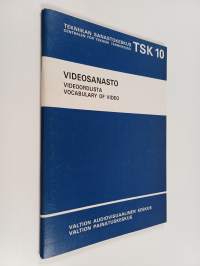 TEKNIIKAN SANASTOKESKUS
CENTRALEN FÖR TEKNISK TERMINOLOGI
TSK 10
VIDEOSANASTO
VIDEOORDLISTA
VOCABULARY OF VIDEO
VALTION AUDIOVISUAALINEN KESKUS
VALTION PAINATUSKESKUS